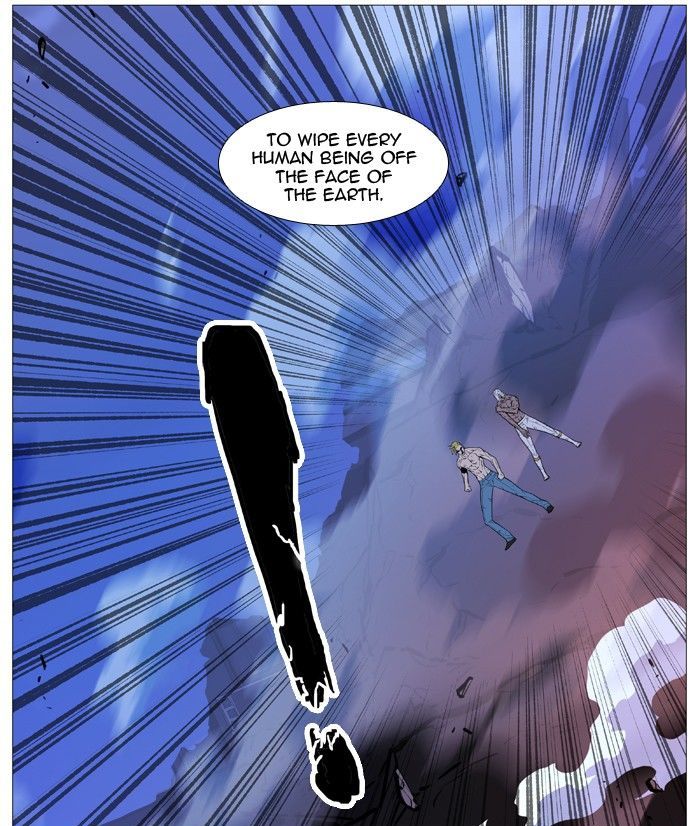 TO WIPE EVERY
HUMAN BEING OFF
THE FACE OF
THE EARTH.
!